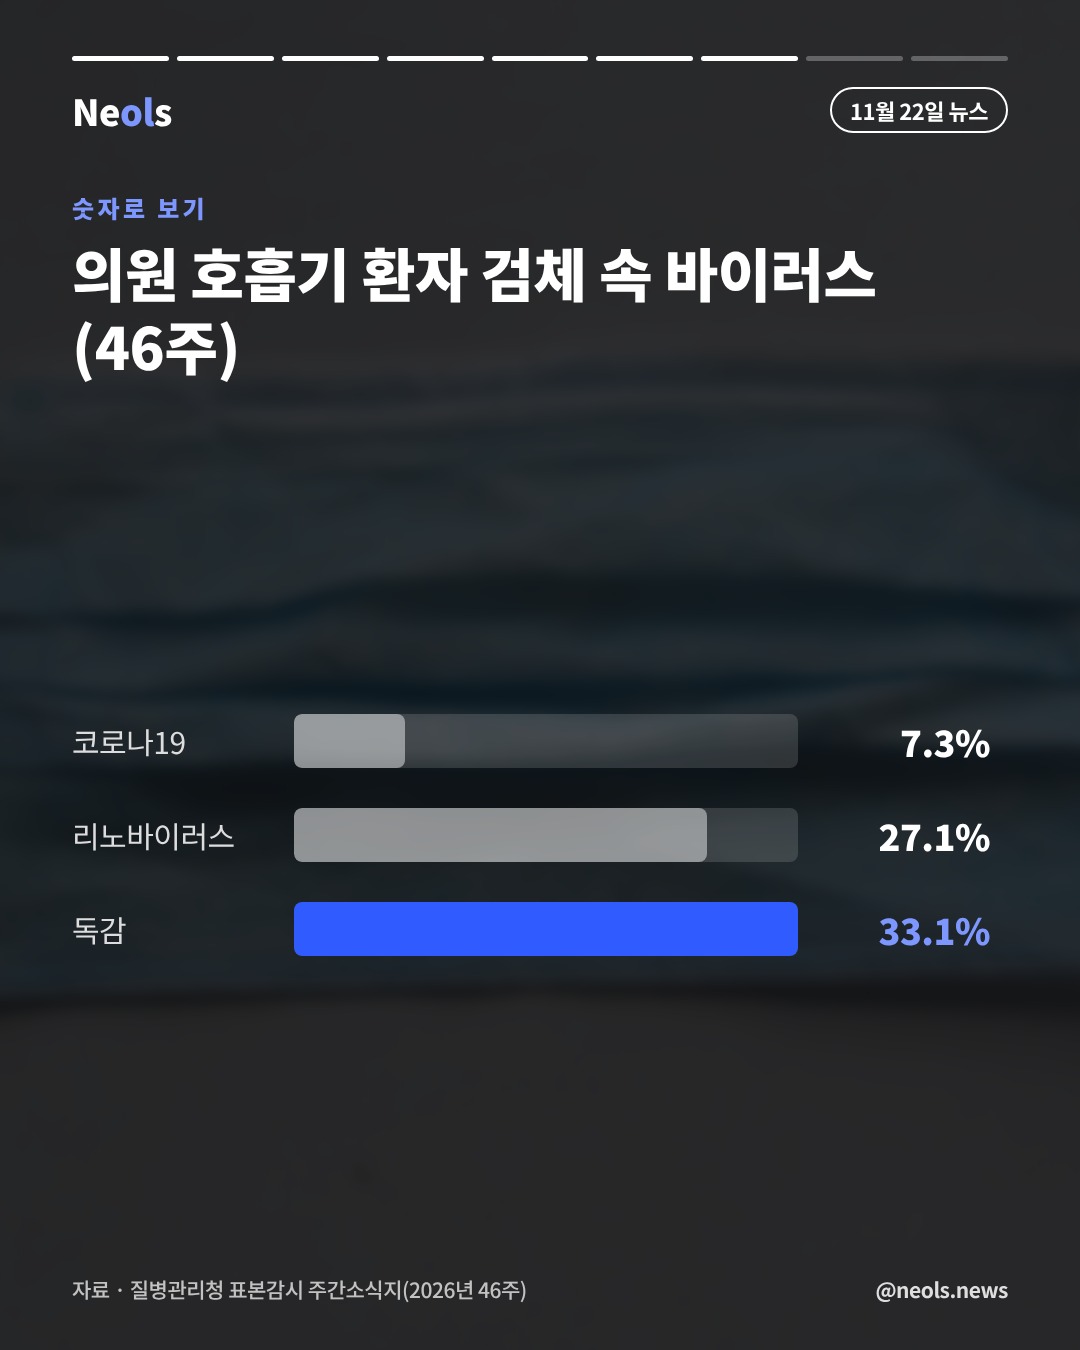 Neols
11월 22일 뉴스
숫자로 보기
의원 호흡기 환자 검체 속 바이러스
(46주)
코로나19 7.3%
리노바이러스 27.1%
독감 33.1%
자료 · 질병관리청 표본감시 주간소식지(2026년 46주)
@neols.news